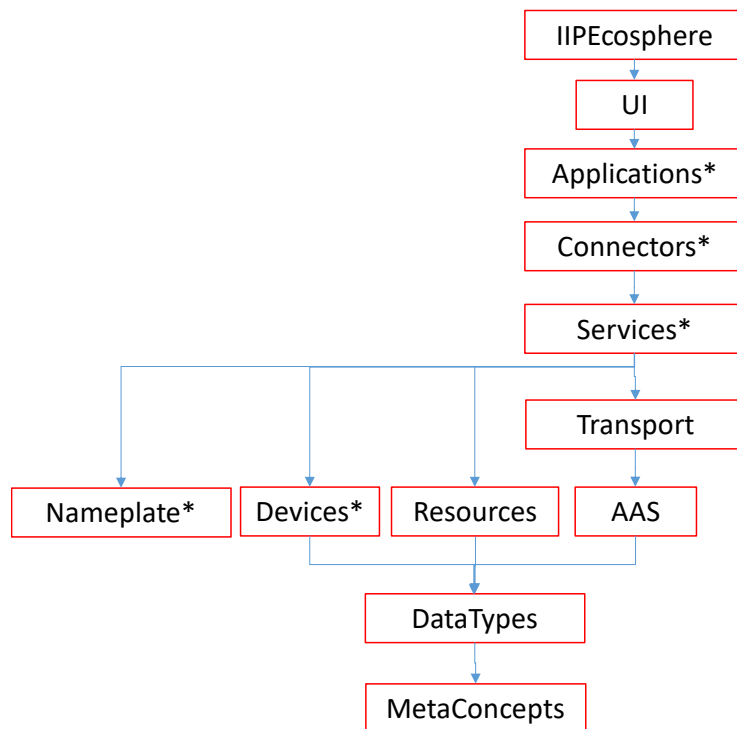 IIPEcosphere
UI
Applications*
Connectors*
Services*
Transport
Nameplate*
Devices*
Resources
AAS
DataTypes
MetaConcepts